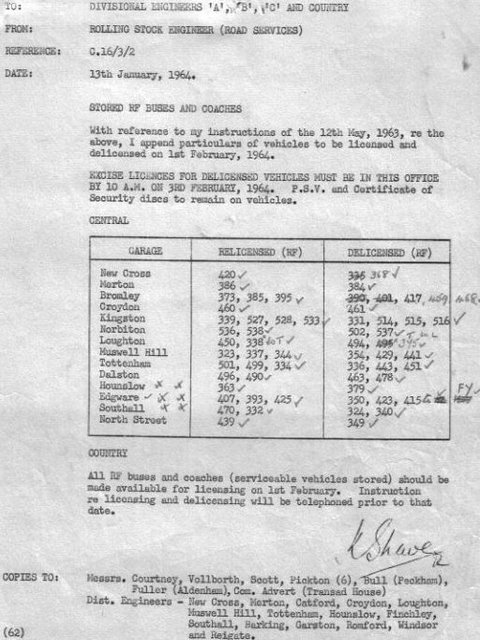 TO: DIVISIONAL ENGINEERS 'A', 'B', 'C' AND COUNTRY
FROM: ROLLING STOCK ENGINEER (ROAD SERVICES)
REFERENCE: C.16/3/2
DATE: 13th January, 1964.
STORED RF BUSES AND COACHES
With reference to my instructions of the 12th May, 1963, re the
above, I append particulars of vehicles to be licensed and
delicensed on 1st February, 1964.
EXCISE LICENCES FOR DELICENSED VEHICLES MUST BE IN THIS OFFICE
BY 10 A.M. ON 3RD FEBRUARY, 1964. P.S.V. and Certificate of
Security discs to remain on vehicles.
CENTRAL
GARAGE RELICENSED (RF) DELICENSED (RF)
New Cross 420 ✓ 336 368 ✓
Merton 386 ✓ 384 ✓
Bromley 373, 385, 395 ✓ 390, 401, 417,
Croydon 460 ✓ 461 ✓
Kingston 339, 527, 528, 533 ✓ 331, 514, 515, 516 ✓
Norbiton 536, 538 ✓ 502, 537 ✓
Loughton 450, 338 494,
Muswell Hill 323, 337, 344 ✓ 354, 429, 441 ✓
Tottenham 501, 499, 334 ✓ 336, 443, 451 ✓
Dalston 496, 490 ✓ 463, 478 ✓
Hounslow x x 363 ✓ 379 ✓
Edgware ✓ x x 407, 393, 425 ✓ 350, 423, 415 FY
Southall x x 470, 332 ✓ 324, 340 ✓
North Street 439 ✓ 349 ✓
COUNTRY
All RF buses and coaches (serviceable vehicles stored) should be
made available for licensing on 1st February. Instruction
re licensing and delicensing will be telephoned prior to that
date.
COPIES TO: Messrs. Courtney, Vollborth, Scott, Pickton (6), Bull (Peckham),
Fuller (Aldenham), Com. Advert (Transad House)
Dist. Engineers - New Cross, Merton, Catford, Croydon, Loughton,
Muswell Hill, Tottenham, Hounslow, Finchley,
Southall, Barking, Garston, Romford, Windsor
(62) and Reigate.